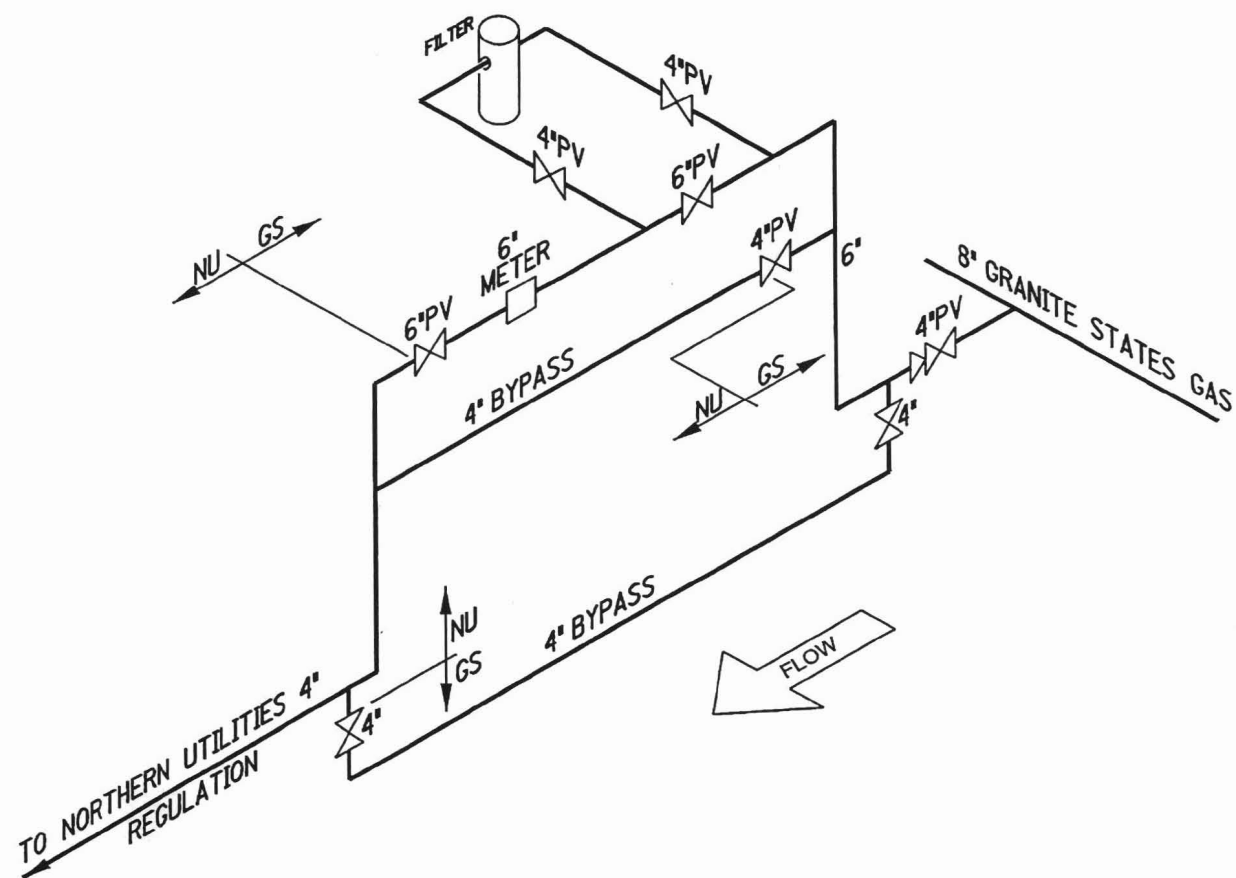 FILTER
4"PV
4"PV
6"PV
GS
NU
6"
METER
4"PV
6"
8" GRANITE STATES GAS
6"PV
4"PV
4" BYPASS
GS
NU
4"
4" BYPASS
NU
GS
FLOW
4"
TO NORTHERN UTILITIES 4"
REGULATION